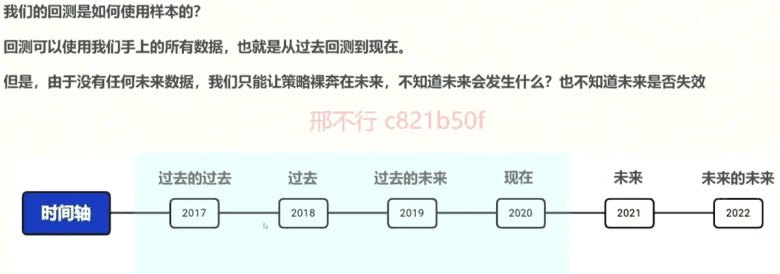 我们的回测是如何使用样本的？
回测可以使用我们手上的所有数据，也就是从过去回测到现在。
但是，由于没有任何未来数据，我们只能让策略裸奔在未来，不知道未来会发生什么？也不知道未来是否失效
邢不行 c821b50f
过去的过去 过去 过去的未来 现在 未来 未来的未来
时间轴 2017 2018 2019 2020 2021 2022